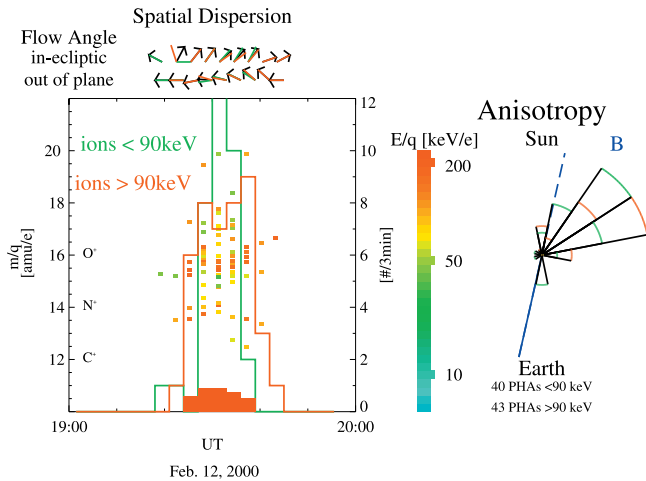 Spatial Dispersion
Flow Angle
in-ecliptic
out of plane
Anisotropy
Sun
B
E/q [keV/e]
200
50
10
ions < 90keV
ions > 90keV
m/q
[amu/e]
20
18
16
14
12
O⁺
N⁺
C⁺
12
10
8
6
4
2
0
[#/3min]
19:00
20:00
UT
Feb. 12, 2000
Earth
40 PHAs <90 keV
43 PHAs >90 keV